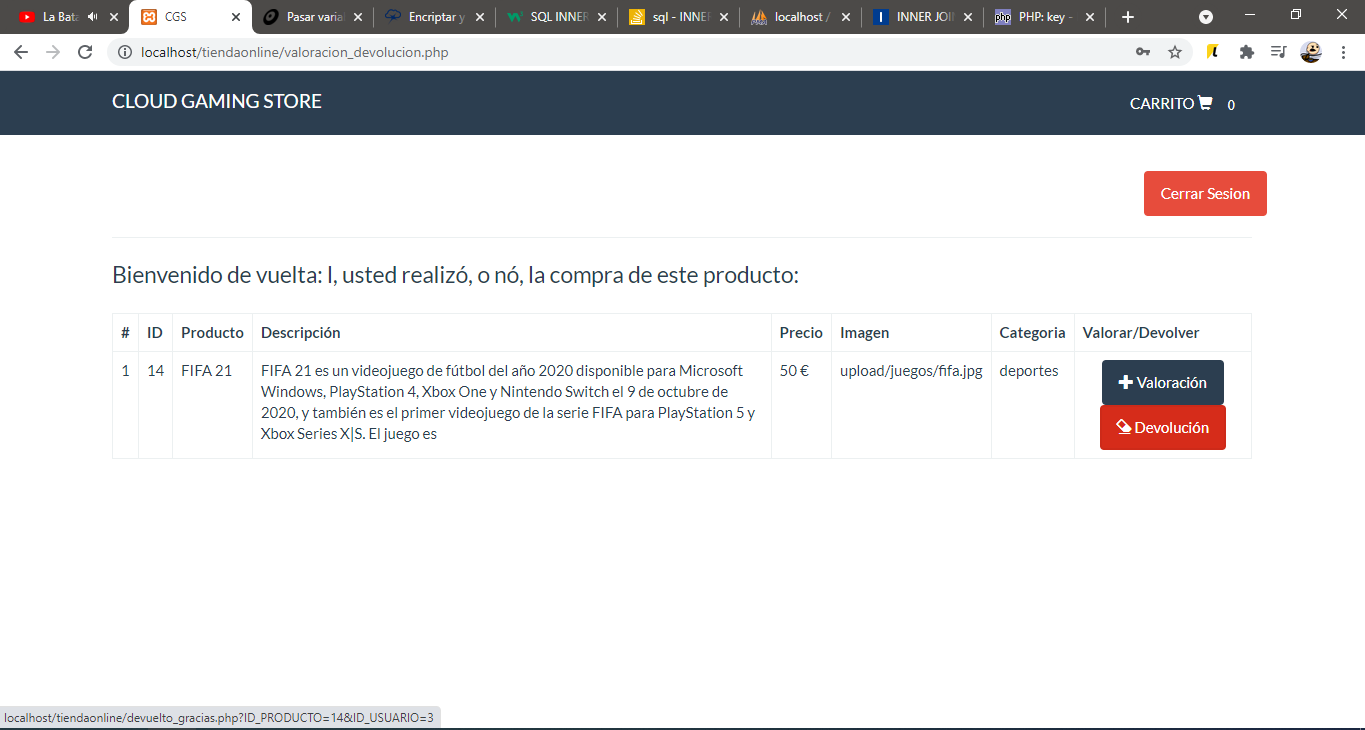 La Bata
CGS
Pasar varial
Encriptar y
SQL INNER
sql - INNER
localhost /
INNER JOIN
PHP: key -
localhost/tiendaonline/valoracion_devolucion.php
CLOUD GAMING STORE
CARRITO 0
Cerrar Sesion
Bienvenido de vuelta: I, usted realizó, o nó, la compra de este producto:
# ID Producto Descripción Precio Imagen Categoria Valorar/Devolver
1 14 FIFA 21 FIFA 21 es un videojuego de fútbol del año 2020 disponible para Microsoft 50 € upload/juegos/fifa.jpg deportes Valoración
Windows, PlayStation 4, Xbox One y Nintendo Switch el 9 de octubre de
2020, y también es el primer videojuego de la serie FIFA para PlayStation 5 y
Xbox Series X|S. El juego es
Devolución
localhost/tiendaonline/devuelto_gracias.php?ID_PRODUCTO=14&ID_USUARIO=3